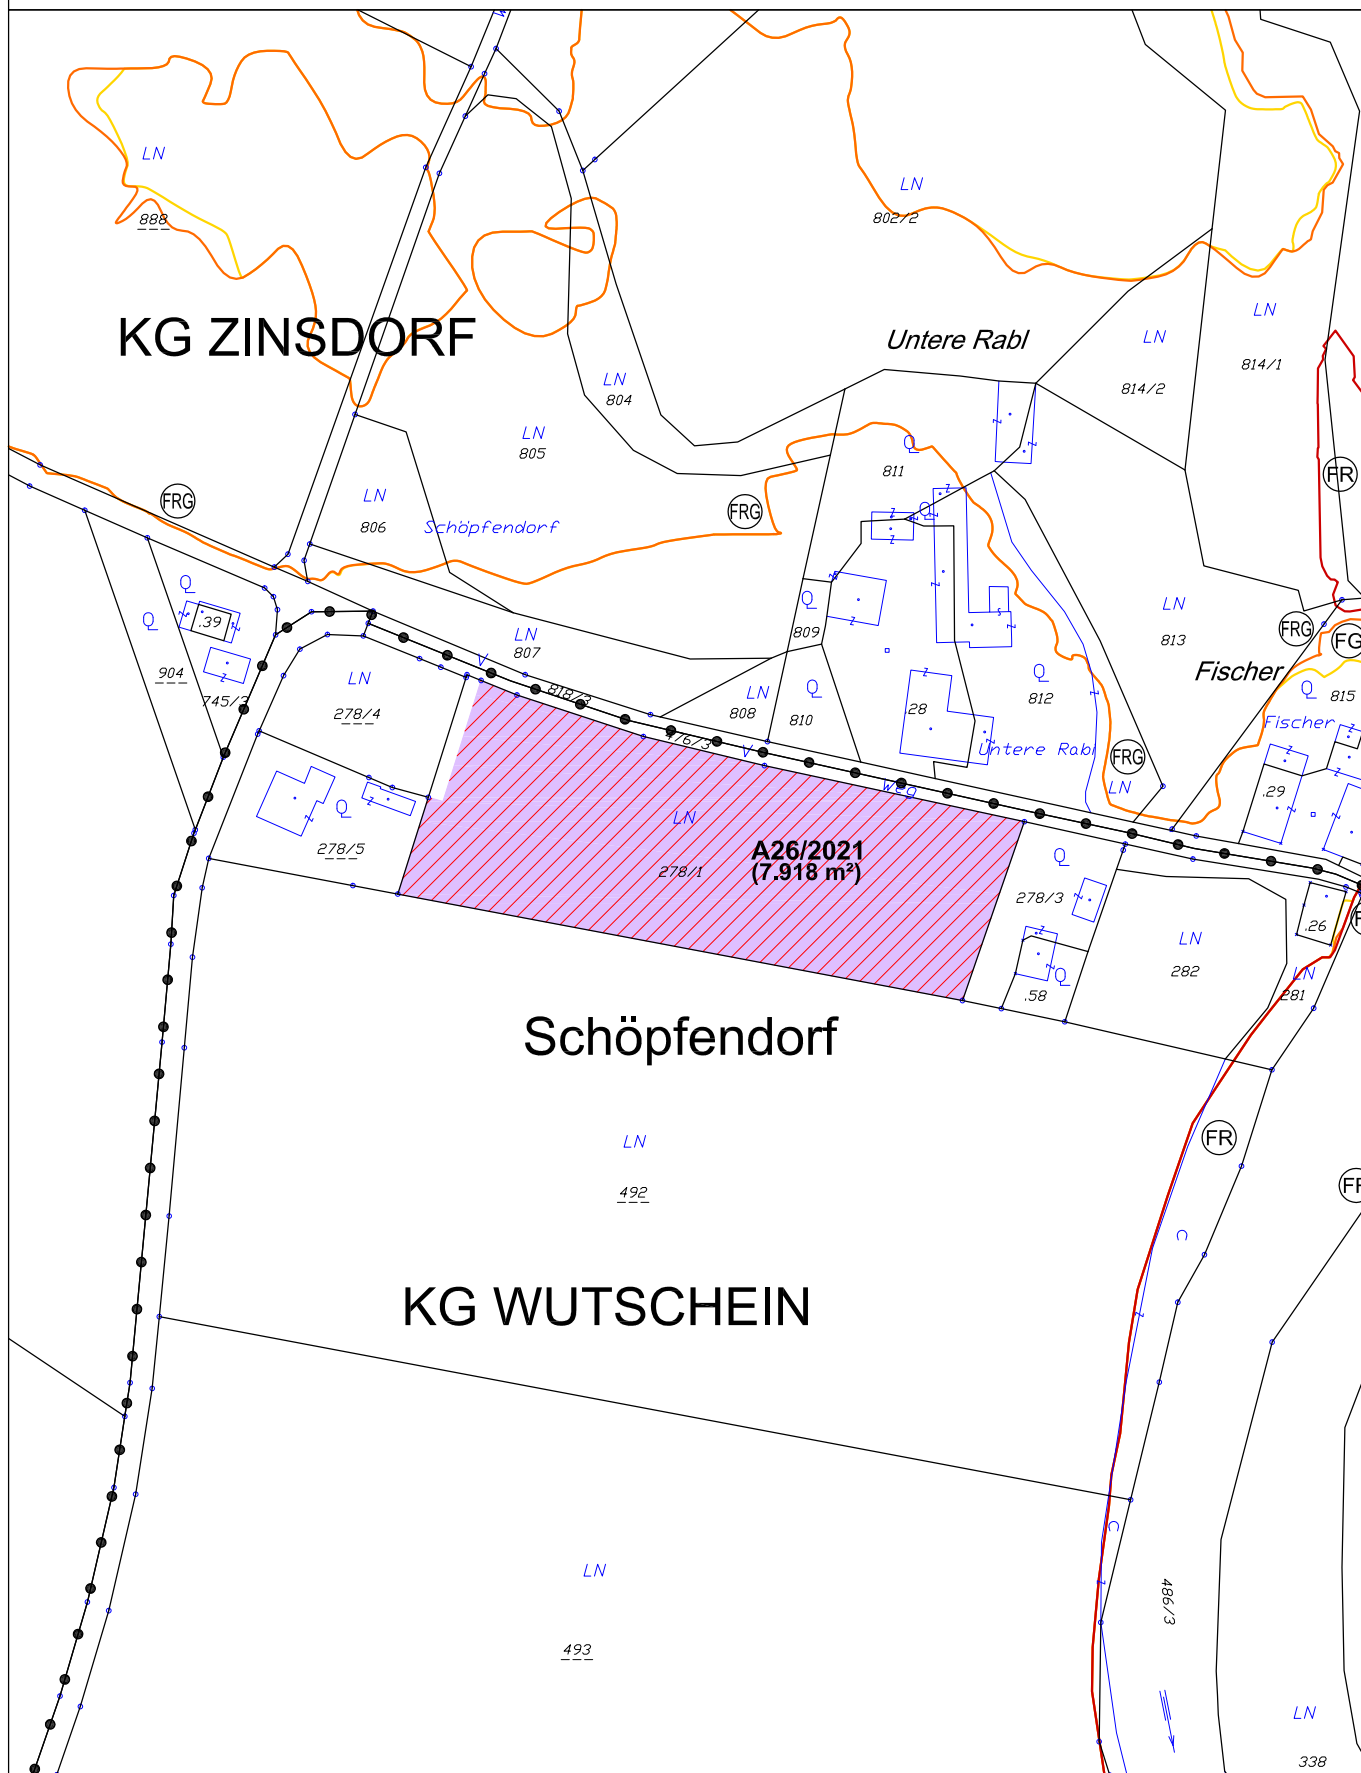 W
LN
888
KG ZINSDORF
LN
802/2
Untere Rabl
LN
814/2
LN
814/1
LN
804
LN
805
LN
806
Schöpfendorf
FRG
FRG
FR
Q
811
Q
Q
809
LN
807
LN
813
FRG
FG
Fischer
Q
815
Fischer
Q
.39
Q
904
745/3
LN
278/4
V
818/2
LN
808
Q
810
.28
Q
812
Untere Rabl
FRG
LN
476/3
V
Weg
.29
Q
278/5
LN
278/1
A26/2021
(7.918 m²)
Q
278/3
Q
.58
LN
282
.26
LN
281
Schöpfendorf
LN
492
FR
KG WUTSCHEIN
LN
493
486/3
LN
338